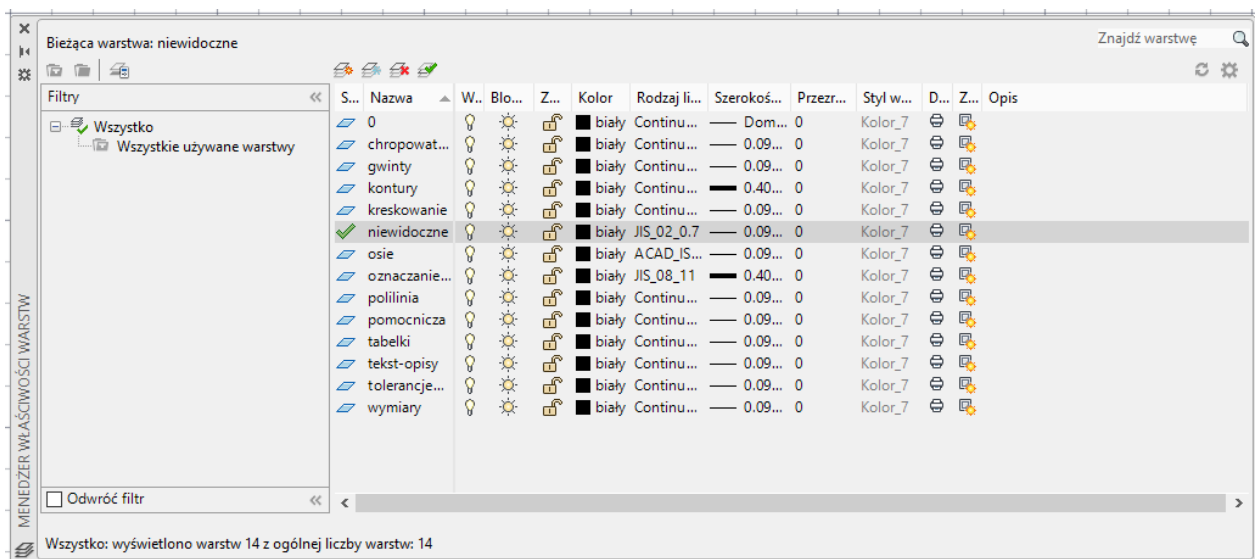 Bieżąca warstwa: niewidoczne
Znajdź warstwę
Filtry
S... Nazwa W.. Blo... Z... Kolor Rodzaj li... Szerokoś... Przezr... Styl w... D... Z... Opis
Wszystko
Wszystkie używane warstwy
0 biały Continu... Dom... 0 Kolor_7
chropowat... biały Continu... 0.09... 0 Kolor_7
gwinty biały Continu... 0.09... 0 Kolor_7
kontury biały Continu... 0.40... 0 Kolor_7
kreskowanie biały Continu... 0.09... 0 Kolor_7
niewidoczne biały JIS_02_0.7 0.09... 0 Kolor_7
osie biały ACAD_IS... 0.09... 0 Kolor_7
oznaczanie... biały JIS_08_11 0.40... 0 Kolor_7
polilinia biały Continu... 0.09... 0 Kolor_7
pomocnicza biały Continu... 0.09... 0 Kolor_7
tabelki biały Continu... 0.09... 0 Kolor_7
tekst-opisy biały Continu... 0.09... 0 Kolor_7
tolerancje... biały Continu... 0.09... 0 Kolor_7
wymiary biały Continu... 0.09... 0 Kolor_7
Odwróć filtr
MENEDŻER WŁAŚCIWOŚCI WARSTW
Wszystko: wyświetlono warstw 14 z ogólnej liczby warstw: 14